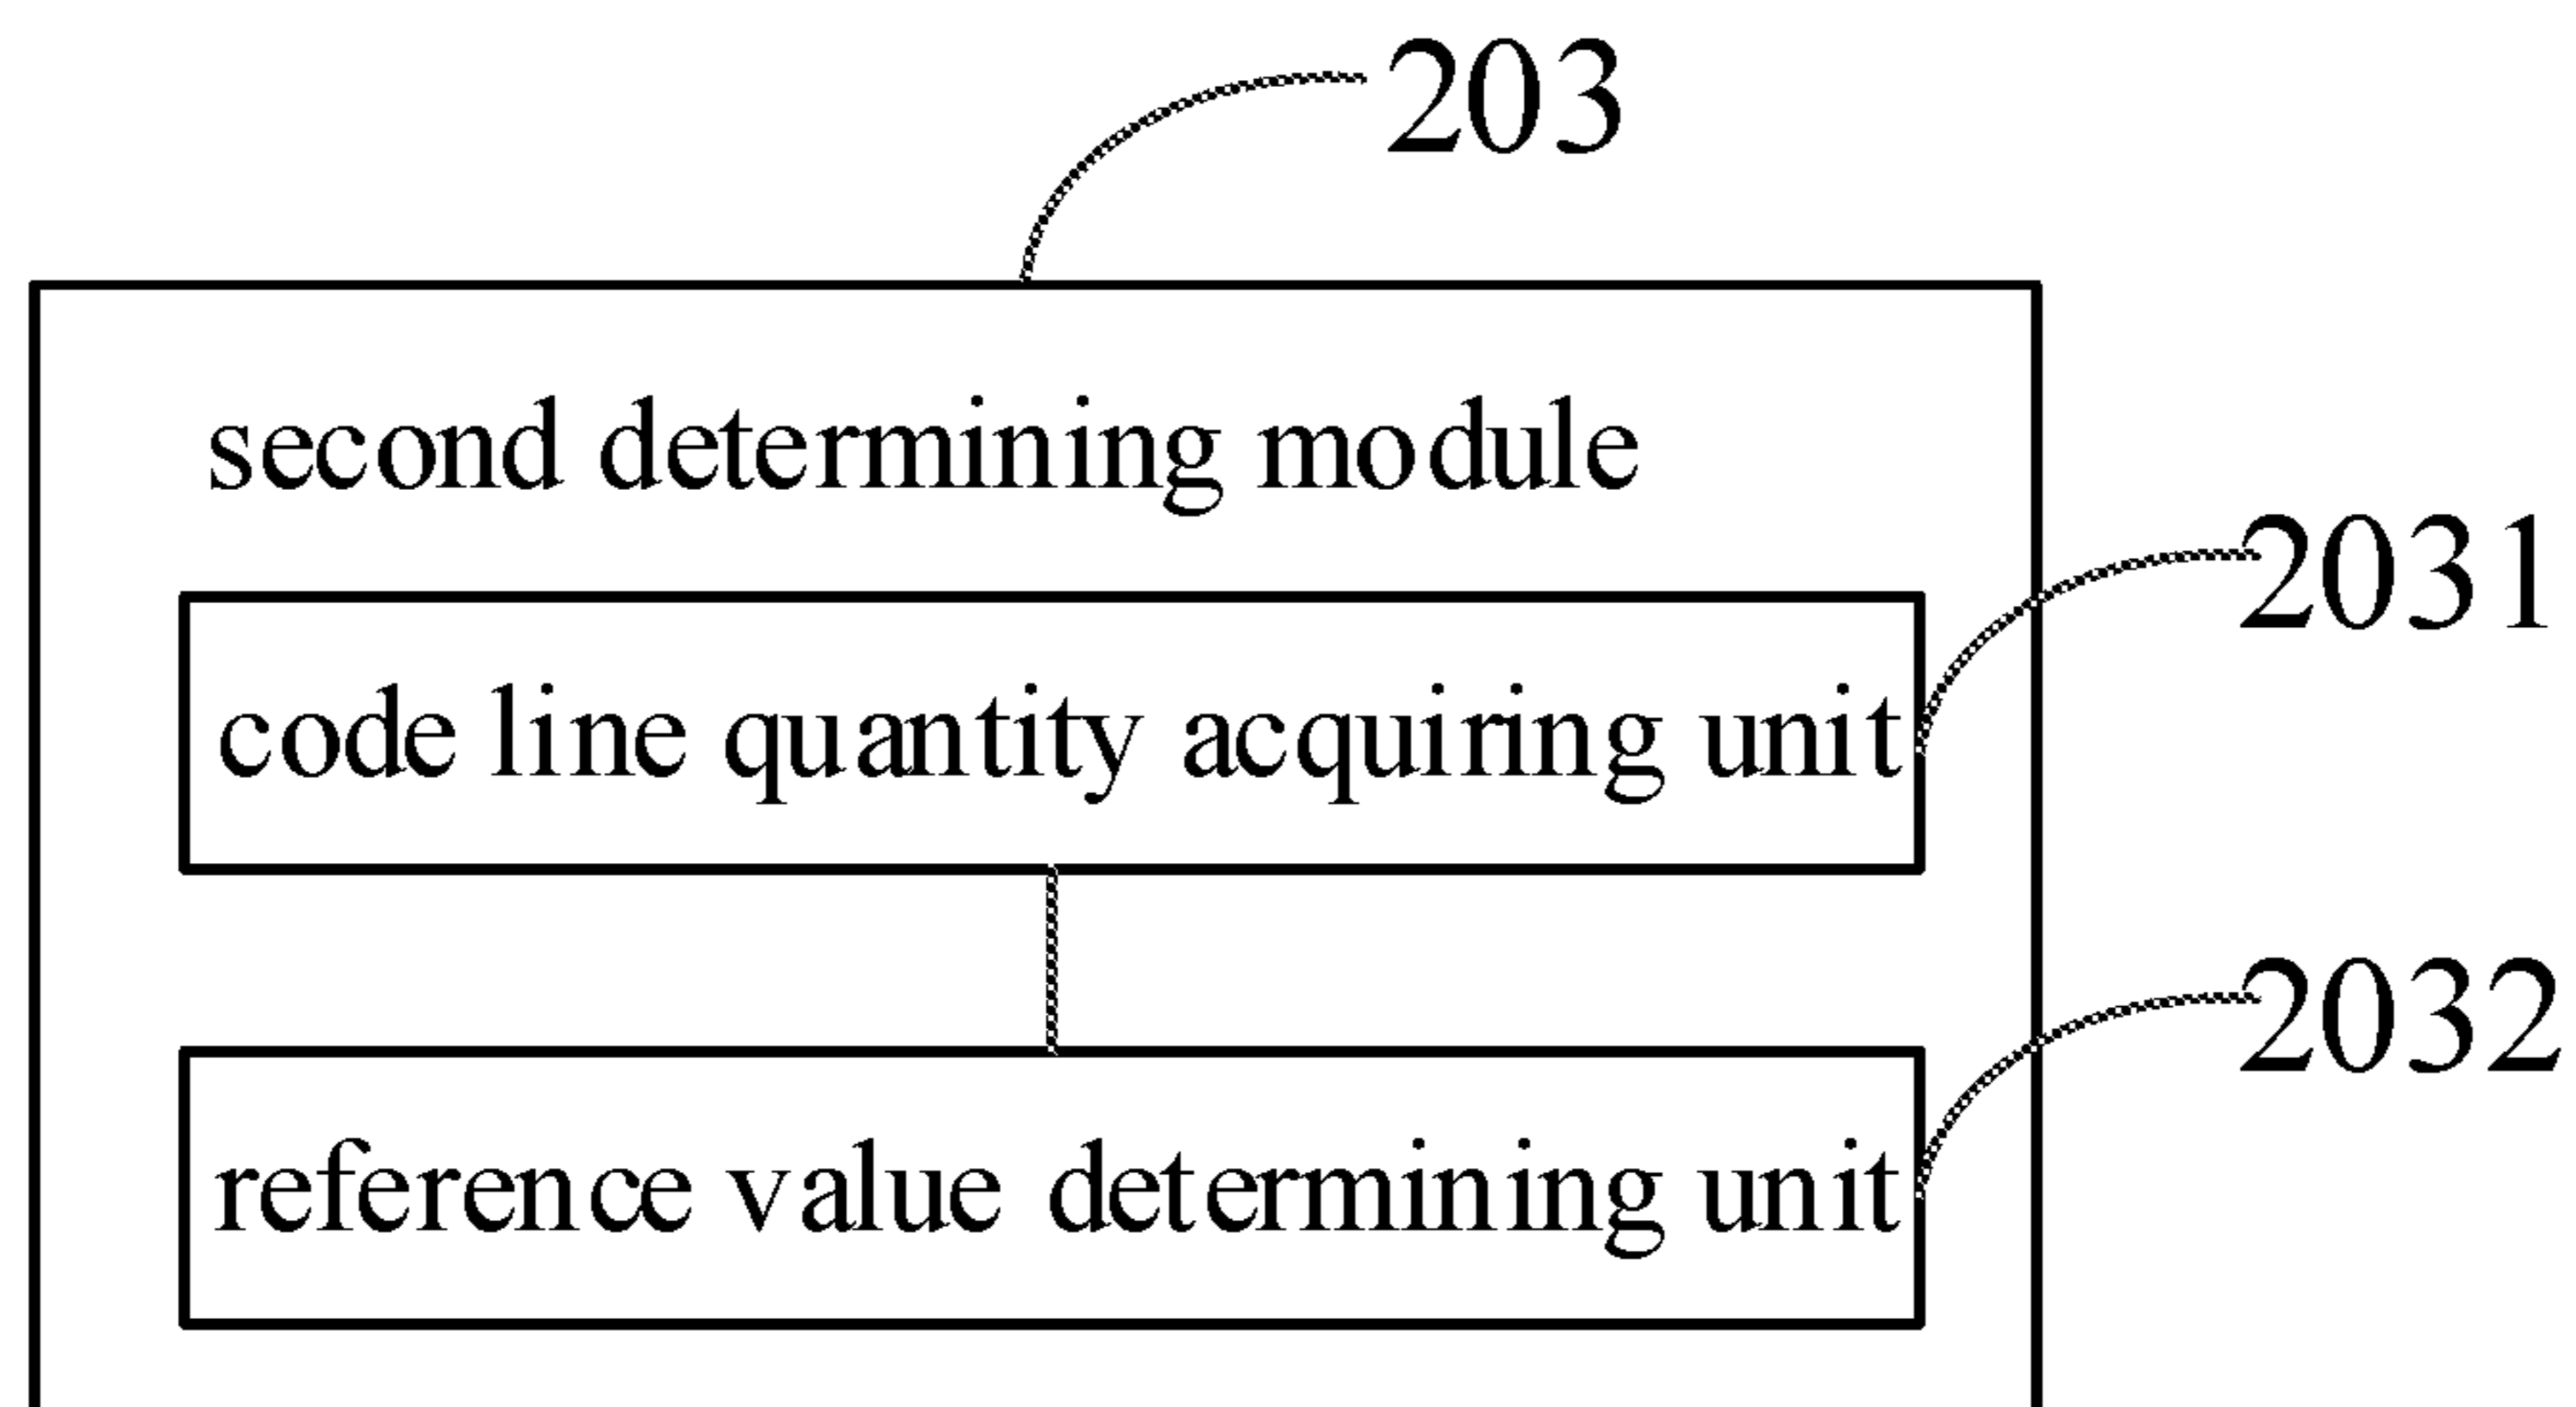 203
second determining module
2031
code line quantity acquiring unit
2032
reference value determining unit